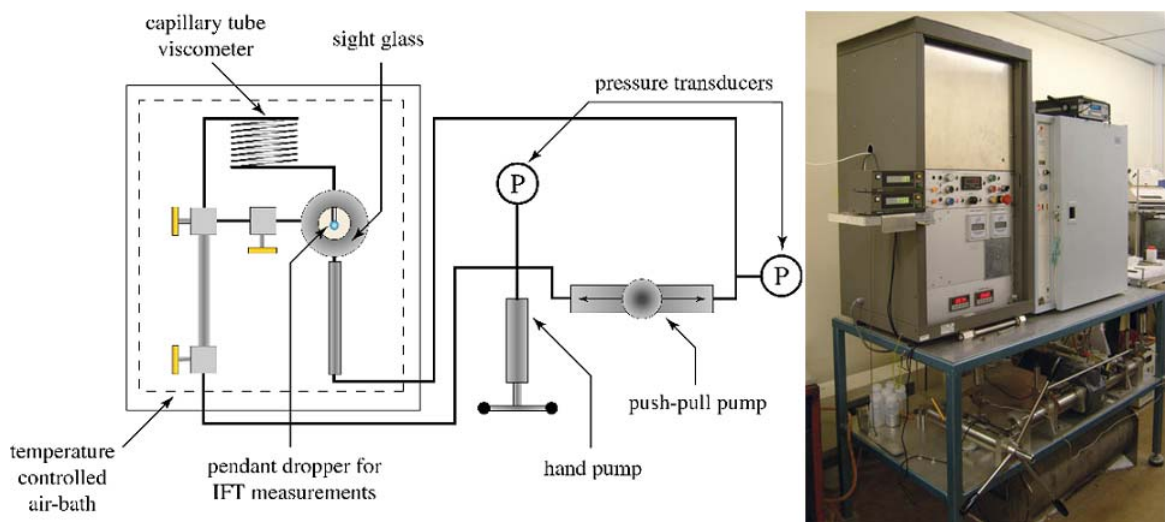 capillary tube
viscometer
sight glass
pressure transducers
P
P
push-pull pump
hand pump
pendant dropper for
IFT measurements
temperature
controlled
air-bath